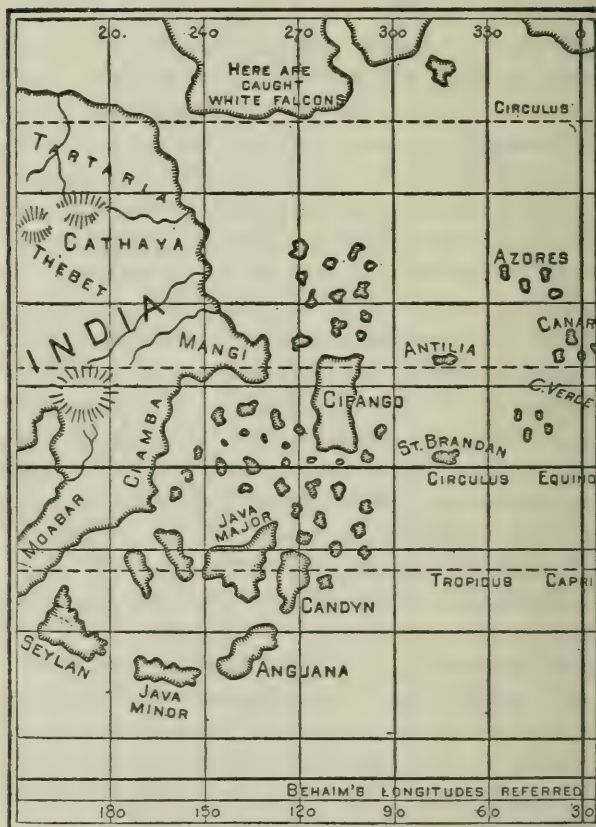 20. 240 270 300 330 0
HERE ARE
CAUGHT
WHITE FALCONS
CIRCULUS
TARTARIA
CATHAYA
THEBET
AZORES
INDIA
MANGI
ANTILIA
CANAR
CIPANGO
C. VERDE
CIAMBA
ST. BRANDAN
CIRCULUS EQUINO
MOABAR
JAVA
MAJOR
TROPICUS CAPRI
CANDYN
SEYLAN
ANGUANA
JAVA
MINOR
BEHAIM'S LONGITUDES REFERRED
180 150 120 90 60 30